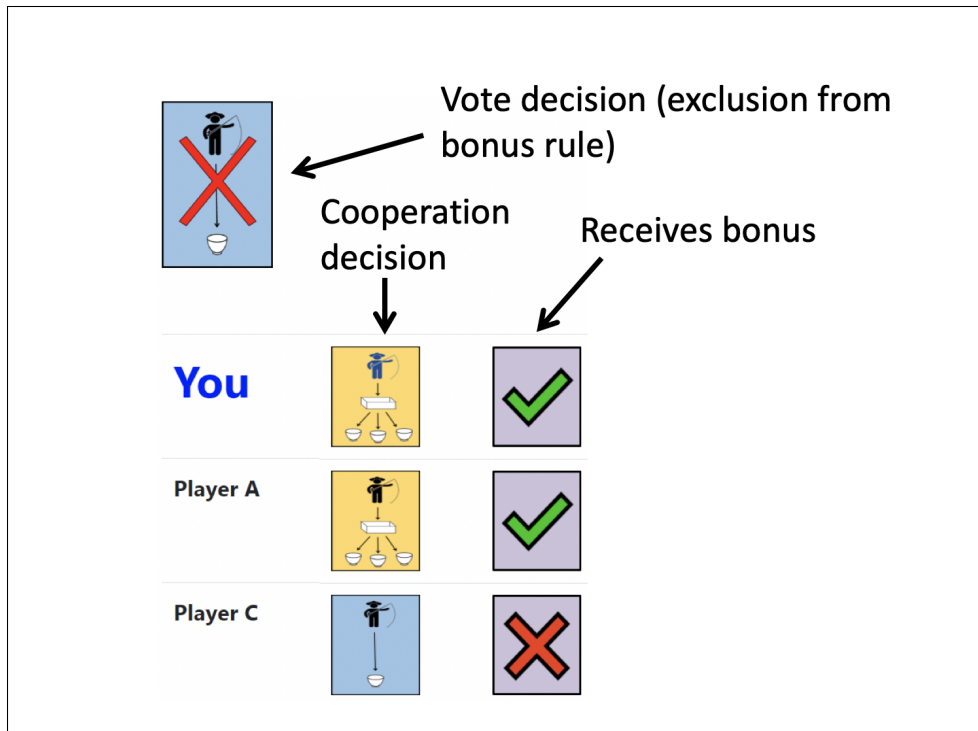 Vote decision (exclusion from
bonus rule)
Cooperation
decision
Receives bonus
You
Player A
Player C